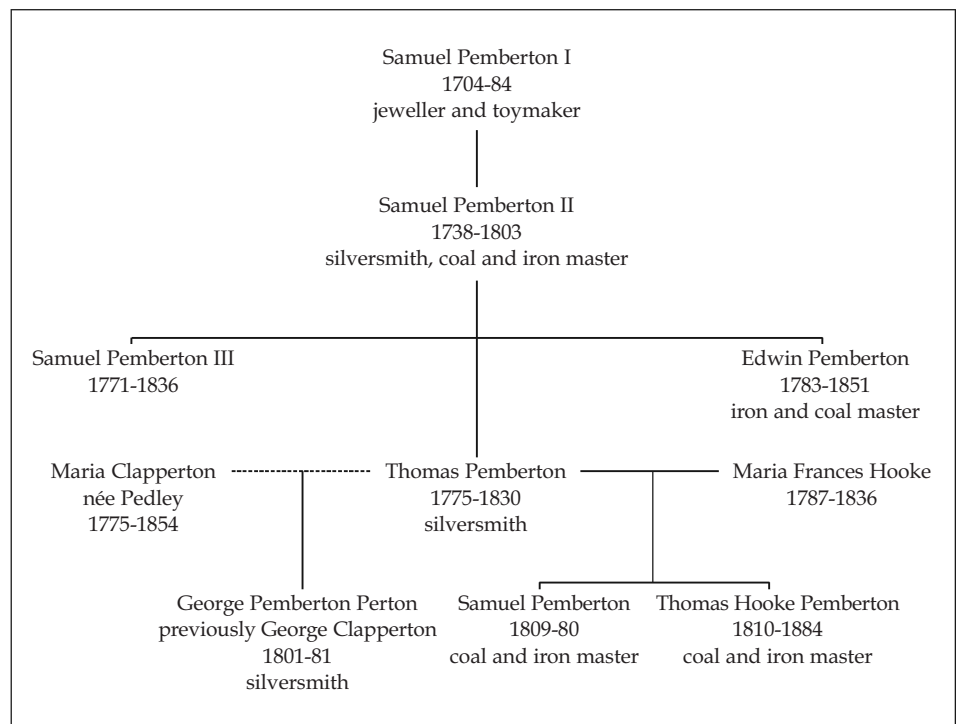 Samuel Pemberton I
1704-84
jeweller and toymaker
Samuel Pemberton II
1738-1803
silversmith, coal and iron master
Samuel Pemberton III
1771-1836
Edwin Pemberton
1783-1851
iron and coal master
Maria Clapperton
née Pedley
1775-1854
Thomas Pemberton
1775-1830
silversmith
Maria Frances Hooke
1787-1836
George Pemberton Perton
previously George Clapperton
1801-81
silversmith
Samuel Pemberton
1809-80
coal and iron master
Thomas Hooke Pemberton
1810-1884
coal and iron master